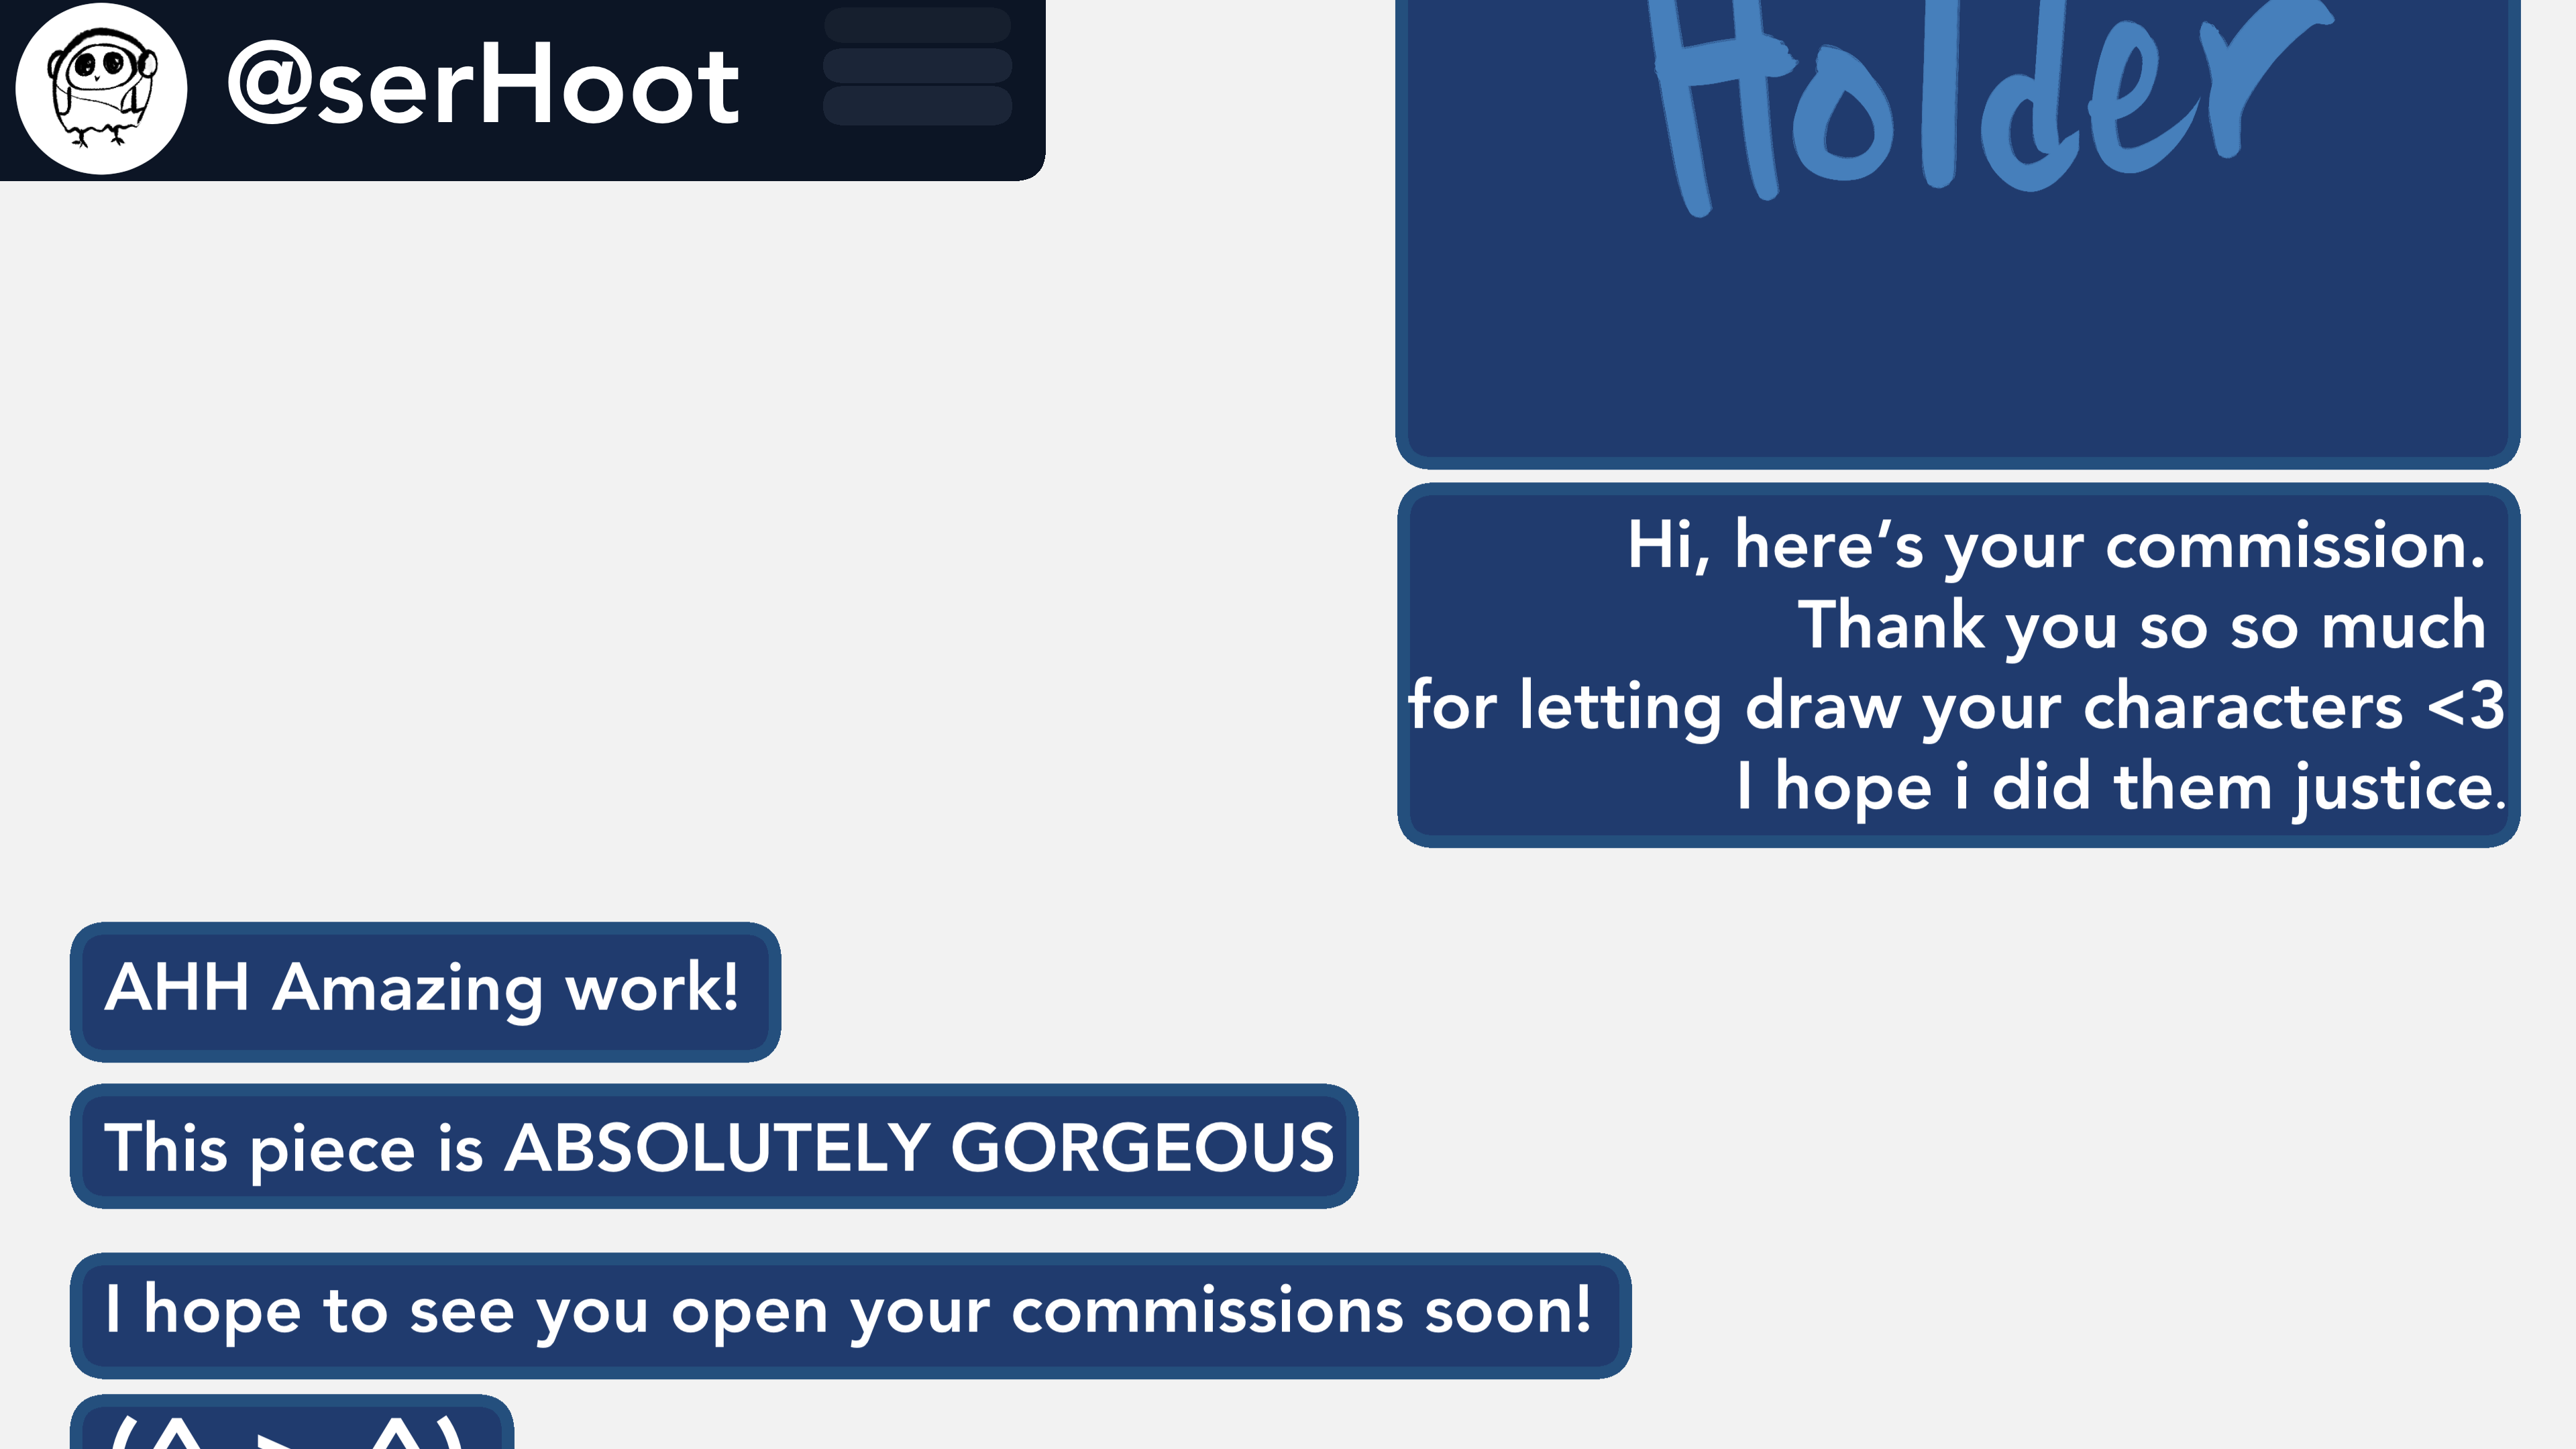 @serHoot
Holder
Hi, here’s your commission.
Thank you so so much
for letting draw your characters <3
I hope i did them justice.
AHH Amazing work!
This piece is ABSOLUTELY GORGEOUS
I hope to see you open your commissions soon!